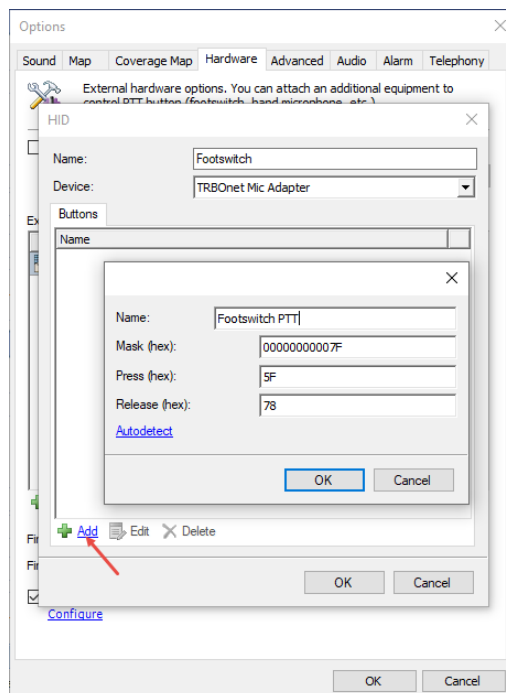 Options
Sound Map Coverage Map Hardware Advanced Audio Alarm Telephony
External hardware options. You can attach an additional equipment to
control PTT button (footswitch, hand microphone, etc.)
HID
Name: Footswitch
Device: TRBOnet Mic Adapter
Ex
Buttons
Name
Name: Footswitch PTT
Mask (hex): 00000000007F
Press (hex): 5F
Release (hex): 78
Autodetect
OK Cancel
Add Edit Delete
Fir
Fir
OK Cancel
Configure
OK Cancel